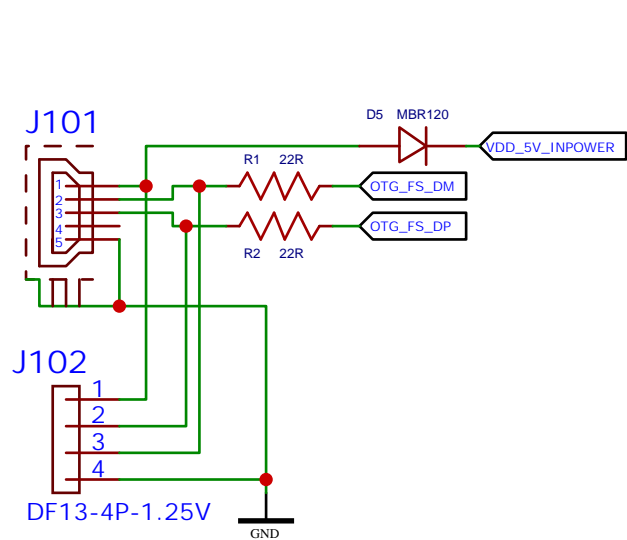 J101
D5 MBR120
VDD_5V_INPOWER
R1 22R
1
2
3
4
5
OTG_FS_DM
OTG_FS_DP
R2 22R
J102
1
2
3
4
DF13-4P-1.25V
GND